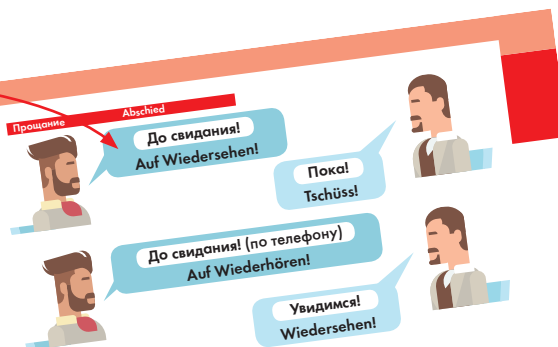 Прощание Abschied
До свидания!
Auf Wiedersehen!
Пока!
Tschüss!
До свидания! (по телефону)
Auf Wiederhören!
Увидимся!
Wiedersehen!